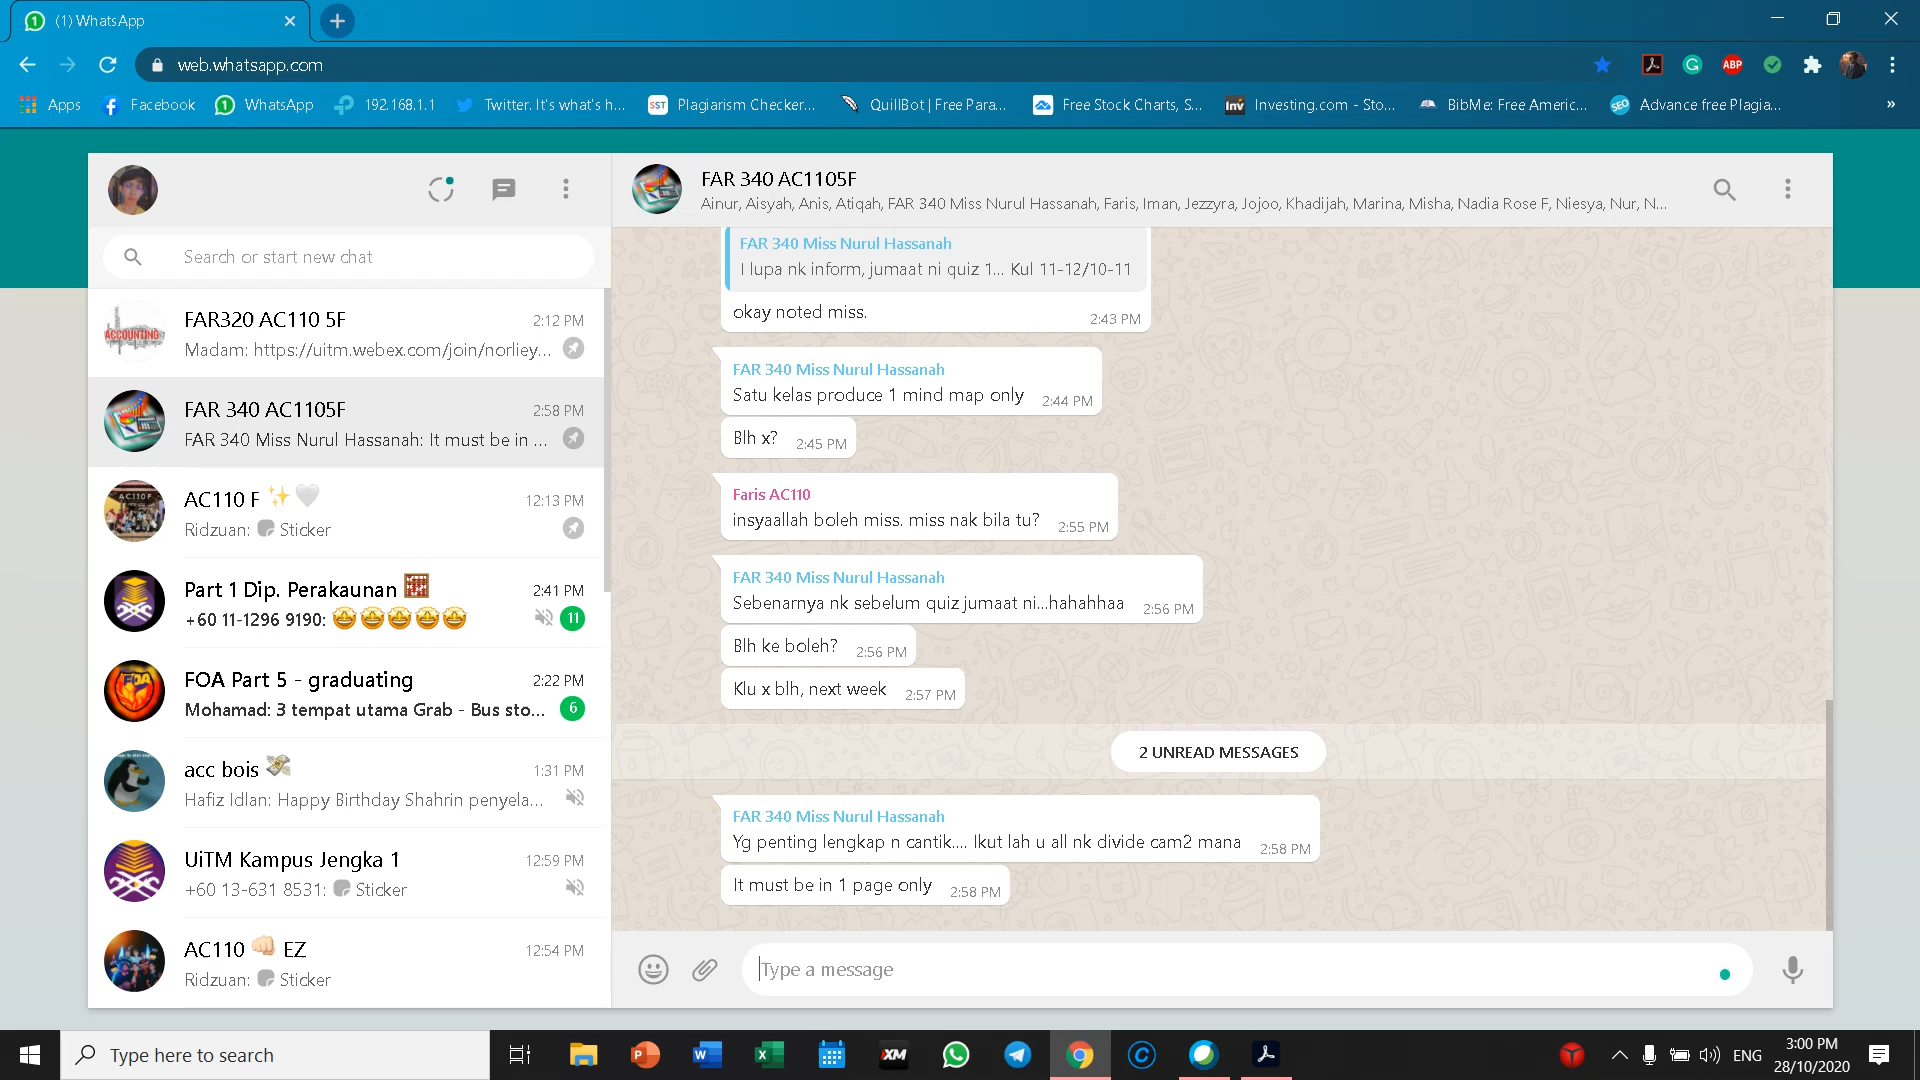 (1) WhatsApp
web.whatsapp.com
ABP
Apps
Facebook
WhatsApp
192.168.1.1
Twitter. It's what's h...
SST
Plagiarism Checker...
QuillBot | Free Para...
Free Stock Charts, S...
Inv
Investing.com - Sto...
BibMe: Free Americ...
SEO
Advance free Plagia...
»
Search or start new chat
ACCOUNTING
FAR320 AC110 5F
2:12 PM
Madam: https://uitm.webex.com/join/norliey...
FAR 340 AC1105F
2:58 PM
FAR 340 Miss Nurul Hassanah: It must be in ...
AC110 F
AC110 F ✨🤍
12:13 PM
Ridzuan: Sticker
Part 1 Dip. Perakaunan 🧮
2:41 PM
+60 11-1296 9190: 🤩🤩🤩🤩🤩
11
FOA
FOA Part 5 - graduating
2:22 PM
Mohamad: 3 tempat utama Grab - Bus sto...
6
acc bois 💸
1:31 PM
Hafiz Idlan: Happy Birthday Shahrin penyela...
UiTM Kampus Jengka 1
12:59 PM
+60 13-631 8531: Sticker
AC110 👊🏻 EZ
12:54 PM
Ridzuan: Sticker
FAR 340 AC1105F
Ainur, Aisyah, Anis, Atiqah, FAR 340 Miss Nurul Hassanah, Faris, Iman, Jezzyra, Jojoo, Khadijah, Marina, Misha, Nadia Rose F, Niesya, Nur, N...
FAR 340 Miss Nurul Hassanah
I lupa nk inform, jumaat ni quiz 1... Kul 11-12/10-11
okay noted miss.
2:43 PM
FAR 340 Miss Nurul Hassanah
Satu kelas produce 1 mind map only
2:44 PM
Blh x?
2:45 PM
Faris AC110
insyaallah boleh miss. miss nak bila tu?
2:55 PM
FAR 340 Miss Nurul Hassanah
Sebenarnya nk sebelum quiz jumaat ni...hahahhaa
2:56 PM
Blh ke boleh?
2:56 PM
Klu x blh, next week
2:57 PM
2 UNREAD MESSAGES
FAR 340 Miss Nurul Hassanah
Yg penting lengkap n cantik.... Ikut lah u all nk divide cam2 mana
2:58 PM
It must be in 1 page only
2:58 PM
Type a message
Type here to search
XM
ENG
3:00 PM
28/10/2020